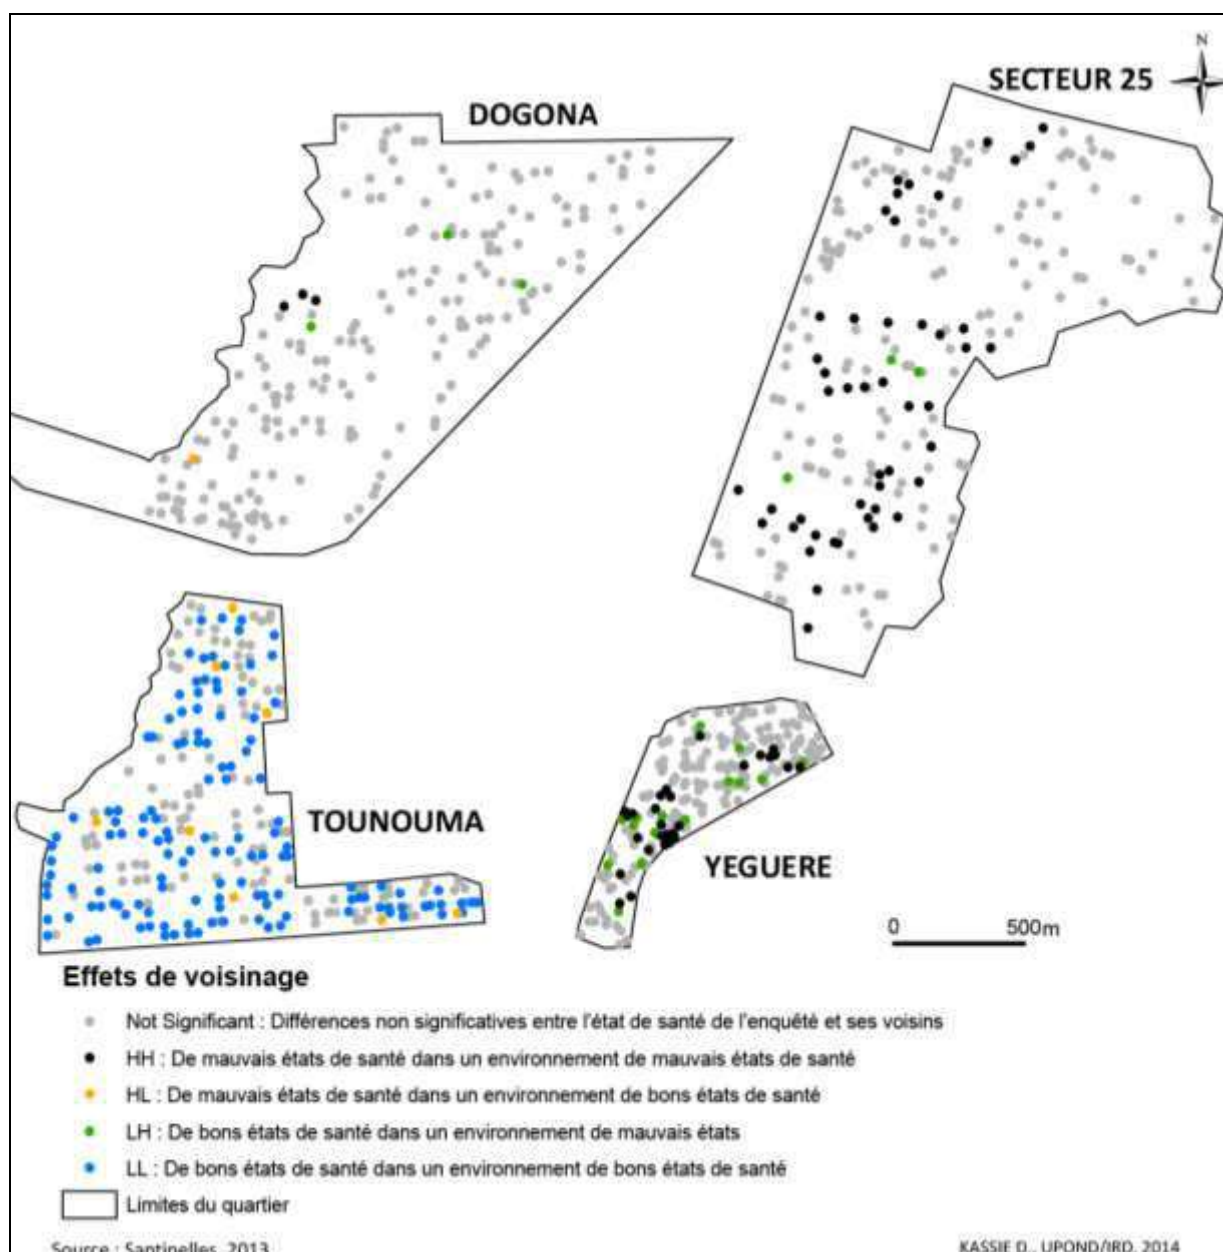 N
SECTEUR 25
DOGONA
TOUNOUMA
YEGUERE
0 500m
Effets de voisinage
Not Significant : Différences non significatives entre l'état de santé de l'enquêté et ses voisins
HH : De mauvais états de santé dans un environnement de mauvais états de santé
HL : De mauvais états de santé dans un environnement de bons états de santé
LH : De bons états de santé dans un environnement de mauvais états
LL : De bons états de santé dans un environnement de bons états de santé
Limites du quartier
Source : Santinelles, 2013
KASSIE D., UPOND/IRD, 2014